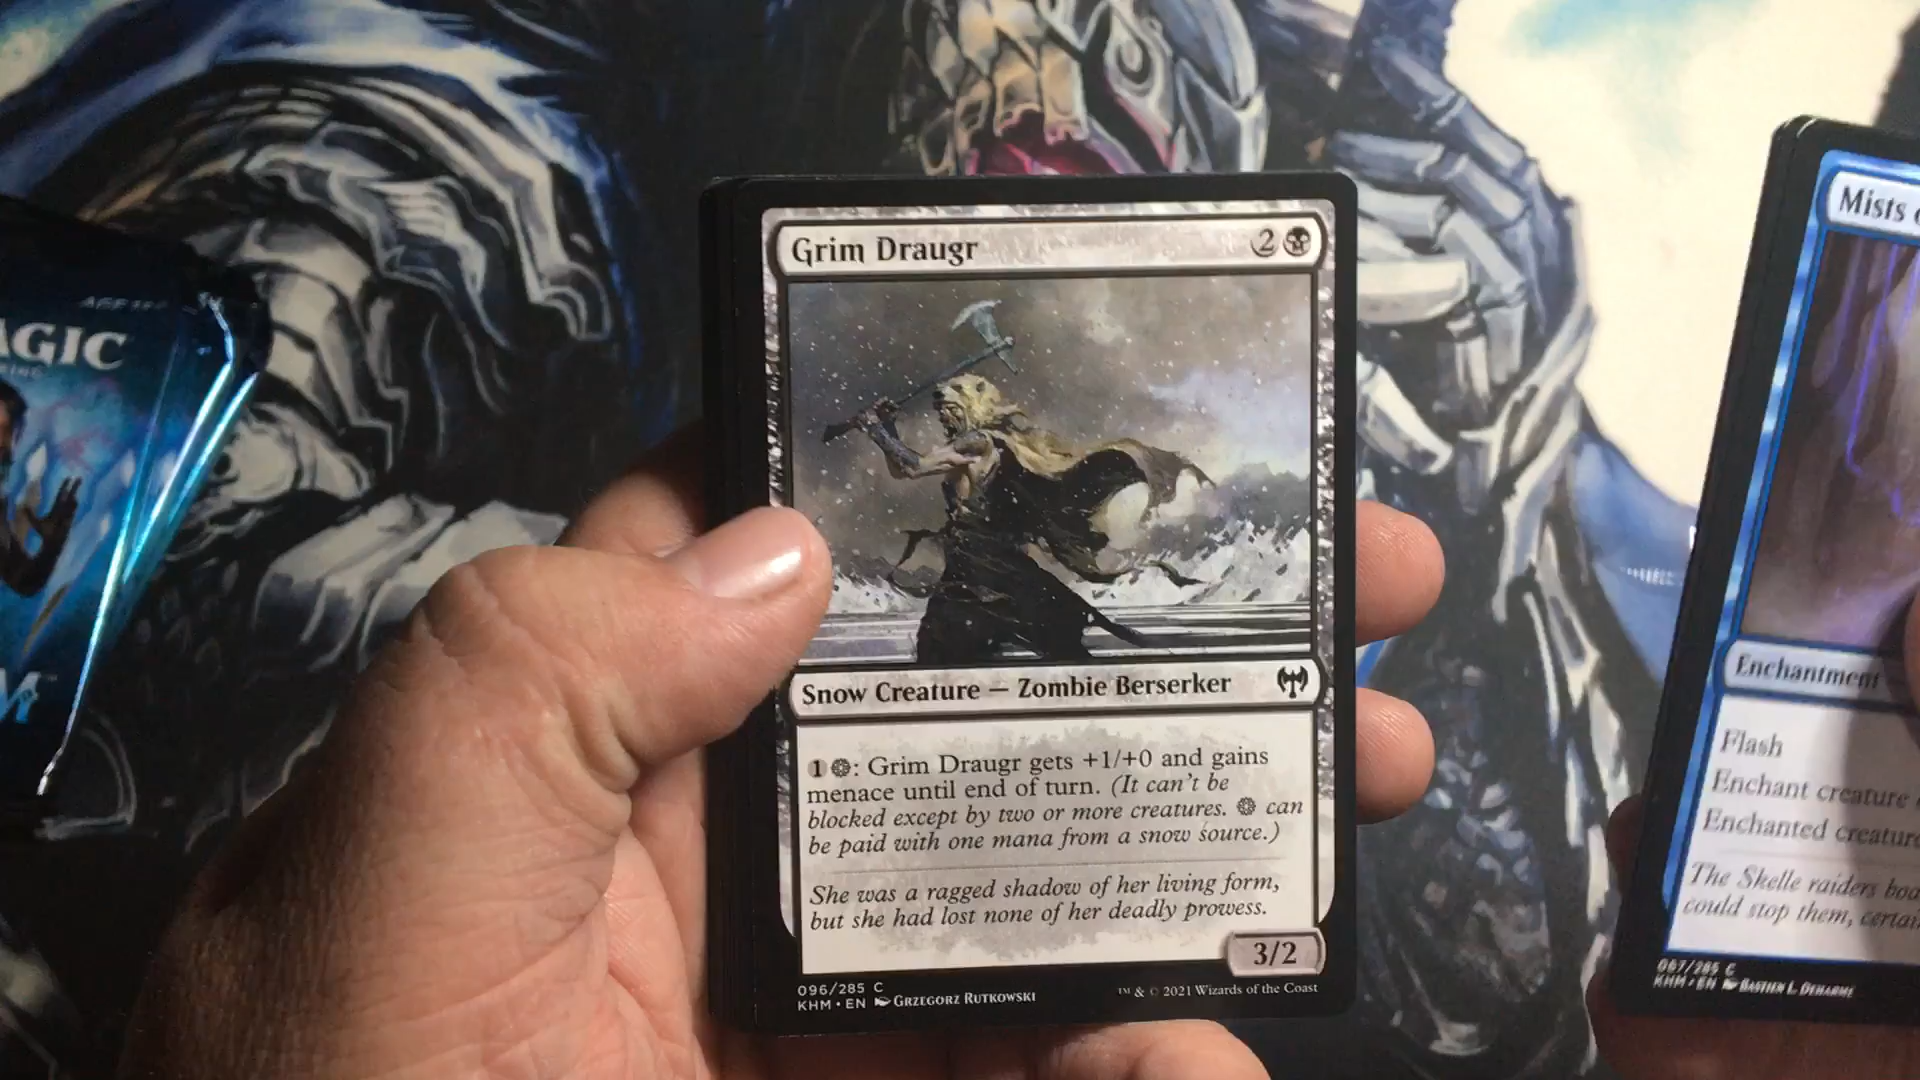 AGIC
M
Grim Draugr
2
Snow Creature — Zombie Berserker
1 : Grim Draugr gets +1/+0 and gains
menace until end of turn. (It can't be
blocked except by two or more creatures. can
be paid with one mana from a snow source.)
She was a ragged shadow of her living form,
but she had lost none of her deadly prowess.
3/2
096/285 C
KHM • EN GRZEGORZ RUTKOWSKI
™ & © 2021 Wizards of the Coast
Mists
Enchantment —
Flash
Enchant creature
Enchanted creature
The Skelle raiders
could stop them,
067/285 C
KHM • EN BASTIEN L. DEHARME